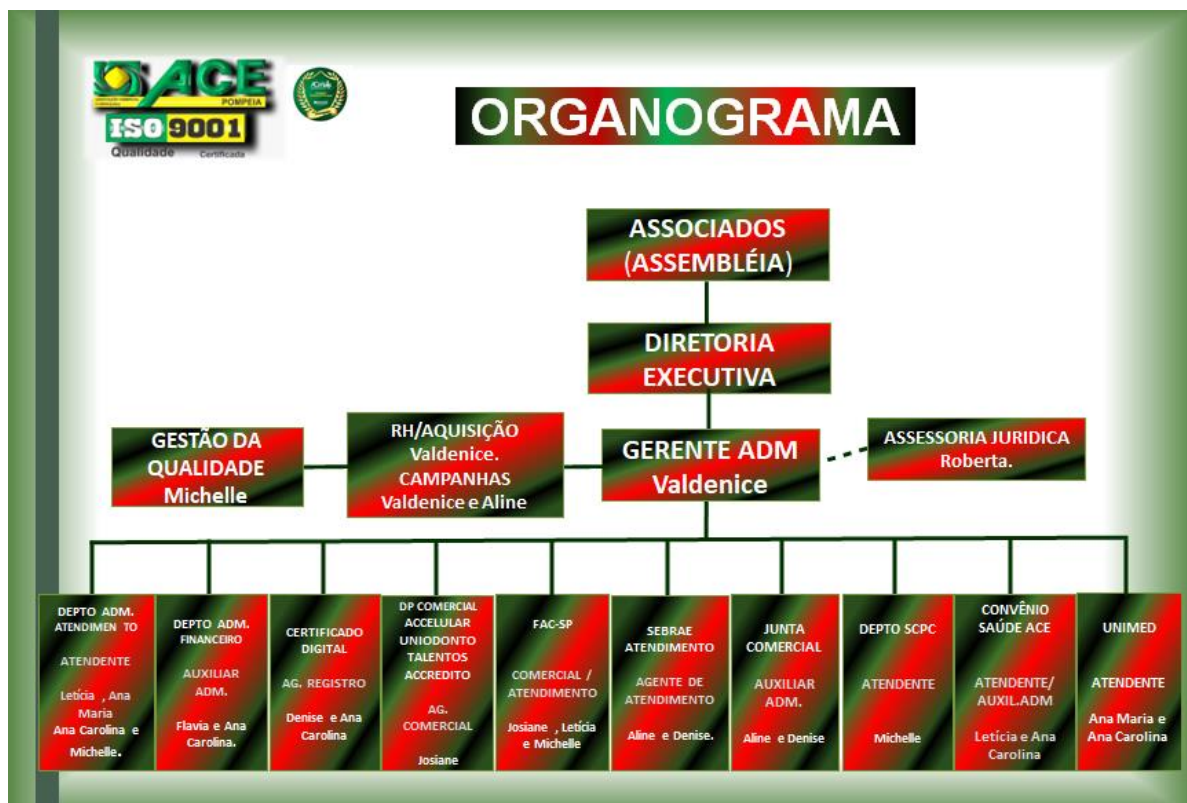 ACE
POMPEIA
ISO 9001
Qualidade Certificada
ORGANOGRAMA
ASSOCIADOS
(ASSEMBLÉIA)
DIRETORIA
EXECUTIVA
GESTÃO DA
QUALIDADE
Michelle
RH/AQUISIÇÃO
Valdenice.
CAMPANHAS
Valdenice e Aline
GERENTE ADM
Valdenice
ASSESSORIA JURIDICA
Roberta.
DEPTO ADM.
ATENDIMEN TO
ATENDENTE
Letícia , Ana
Maria
Ana Carolina e
Michelle.
DEPTO ADM.
FINANCEIRO
AUXILIAR
ADM.
Flavia e Ana
Carolina.
CERTIFICADO
DIGITAL
AG. REGISTRO
Denise e Ana
Carolina
DP COMERCIAL
ACCELULAR
UNIODONTO
TALENTOS
ACCREDITO
AG.
COMERCIAL
Josiane
FAC-SP
COMERCIAL /
ATENDIMENTO
Josiane , Letícia
e Michelle
SEBRAE
ATENDIMENTO
AGENTE DE
ATENDIMENTO
Aline e Denise.
JUNTA
COMERCIAL
AUXILIAR
ADM.
Aline e Denise
DEPTO SCPC
ATENDENTE
Michelle
CONVÊNIO
SAÚDE ACE
ATENDENTE/
AUXIL.ADM
Letícia e Ana
Carolina
UNIMED
ATENDENTE
Ana Maria e
Ana Carolina